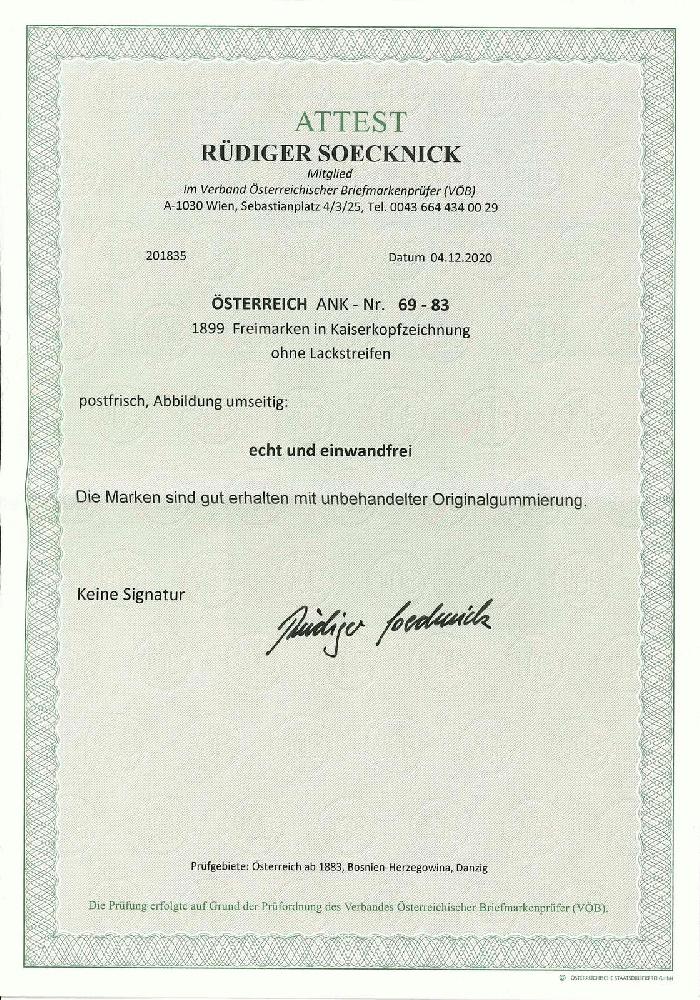 ATTEST
RÜDIGER SOECKNICK
Mitglied
im Verband Österreichischer Briefmarkenprüfer (VÖB)
A-1030 Wien, Sebastianplatz 4/3/25, Tel. 0043 664 434 00 29
201835 Datum 04.12.2020
ÖSTERREICH ANK - Nr. 69 - 83
1899 Freimarken in Kaiserkopfzeichnung
ohne Lackstreifen
postfrisch, Abbildung umseitig:
echt und einwandfrei
Die Marken sind gut erhalten mit unbehandelter Originalgummierung.
Keine Signatur
Rüdiger Soecknick
Prüfgebiete: Österreich ab 1883, Bosnien-Herzegowina, Danzig
Die Prüfung erfolgte auf Grund der Prüfordnung des Verbandes Österreichischer Briefmarkenprüfer (VÖB).